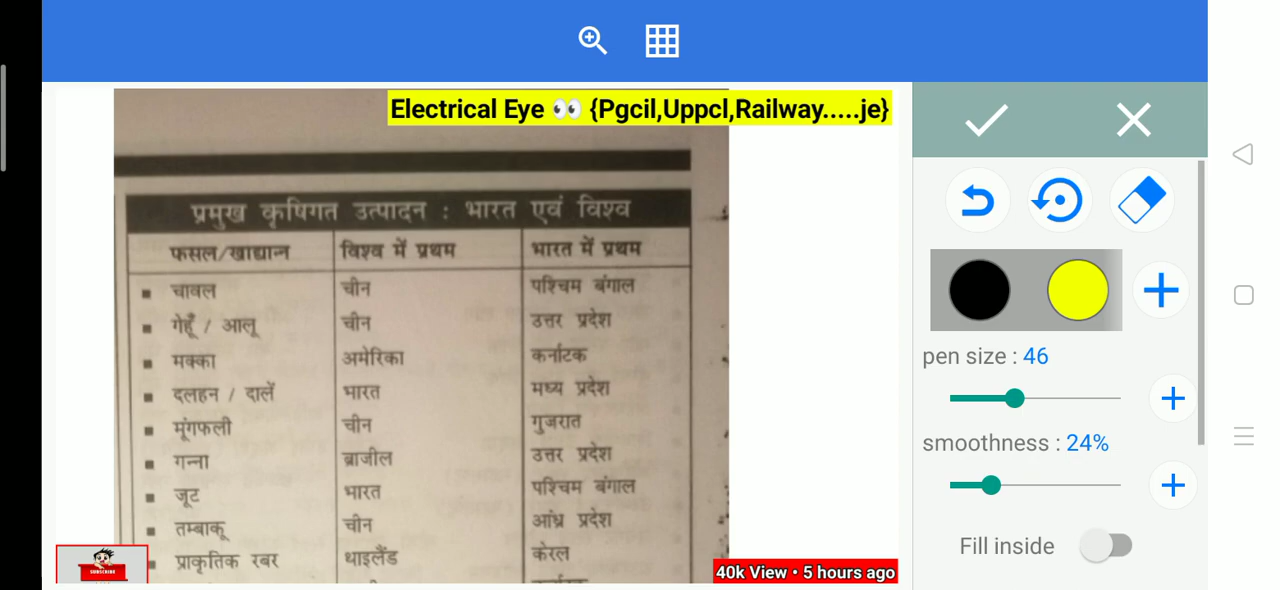 Electrical Eye 👀 {Pgcil,Uppcl,Railway.....je}
प्रमुख कृषिगत उत्पादन : भारत एवं विश्व
फसल/खाद्यान्न विश्व में प्रथम भारत में प्रथम
▪ चावल चीन पश्चिम बंगाल
▪ गेहूँ / आलू चीन उत्तर प्रदेश
▪ मक्का अमेरिका कर्नाटक
▪ दलहन / दालें भारत मध्य प्रदेश
▪ मूंगफली चीन गुजरात
▪ गन्ना ब्राजील उत्तर प्रदेश
▪ जूट भारत पश्चिम बंगाल
▪ तम्बाकू चीन आंध्र प्रदेश
▪ प्राकृतिक रबर थाइलैंड केरल
SUBSCRIBE
40k View • 5 hours ago
pen size : 46
smoothness : 24%
Fill inside